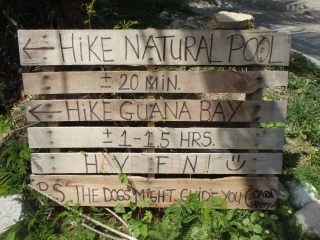 ← HIKE NATURAL POOL
± 20 MIN.
← HIKE GUANA BAY
± 1-1.5 HRS.
HAVE FUN!
P.S. THE DOGS MIGHT GUIDE YOU